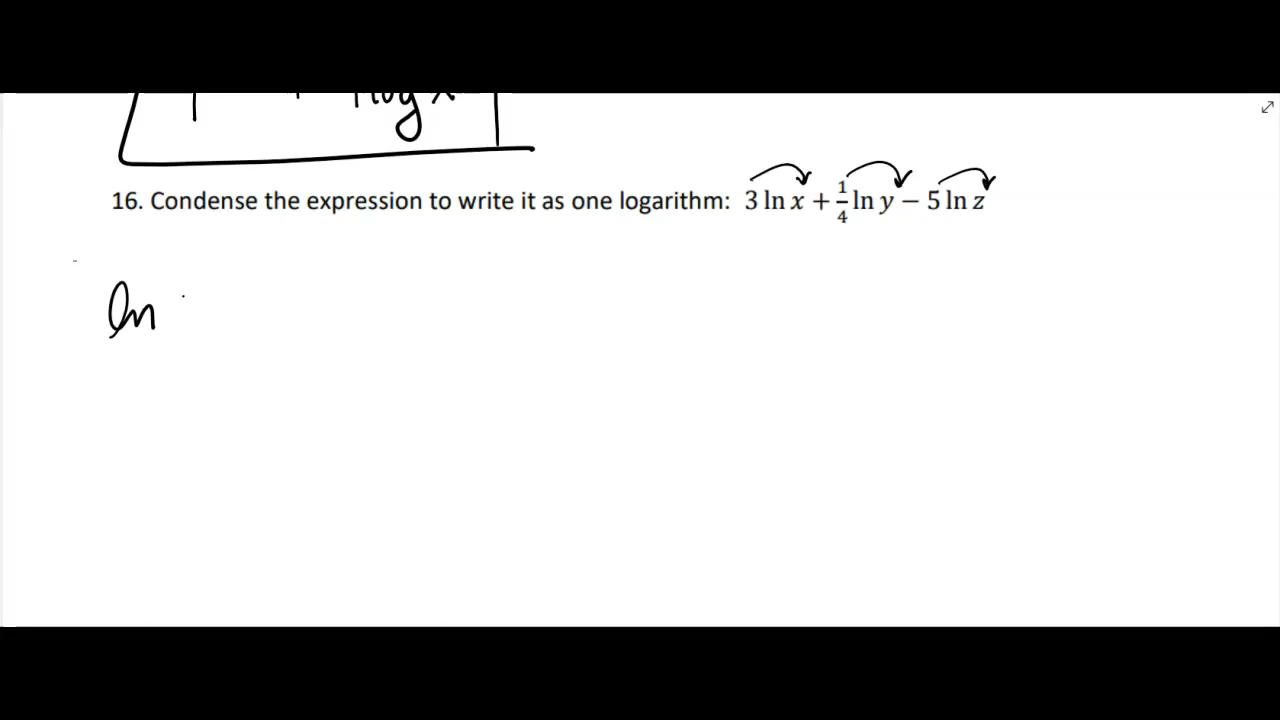 log x
16. Condense the expression to write it as one logarithm: 3 ln x + 1/4 ln y − 5 ln z
ln